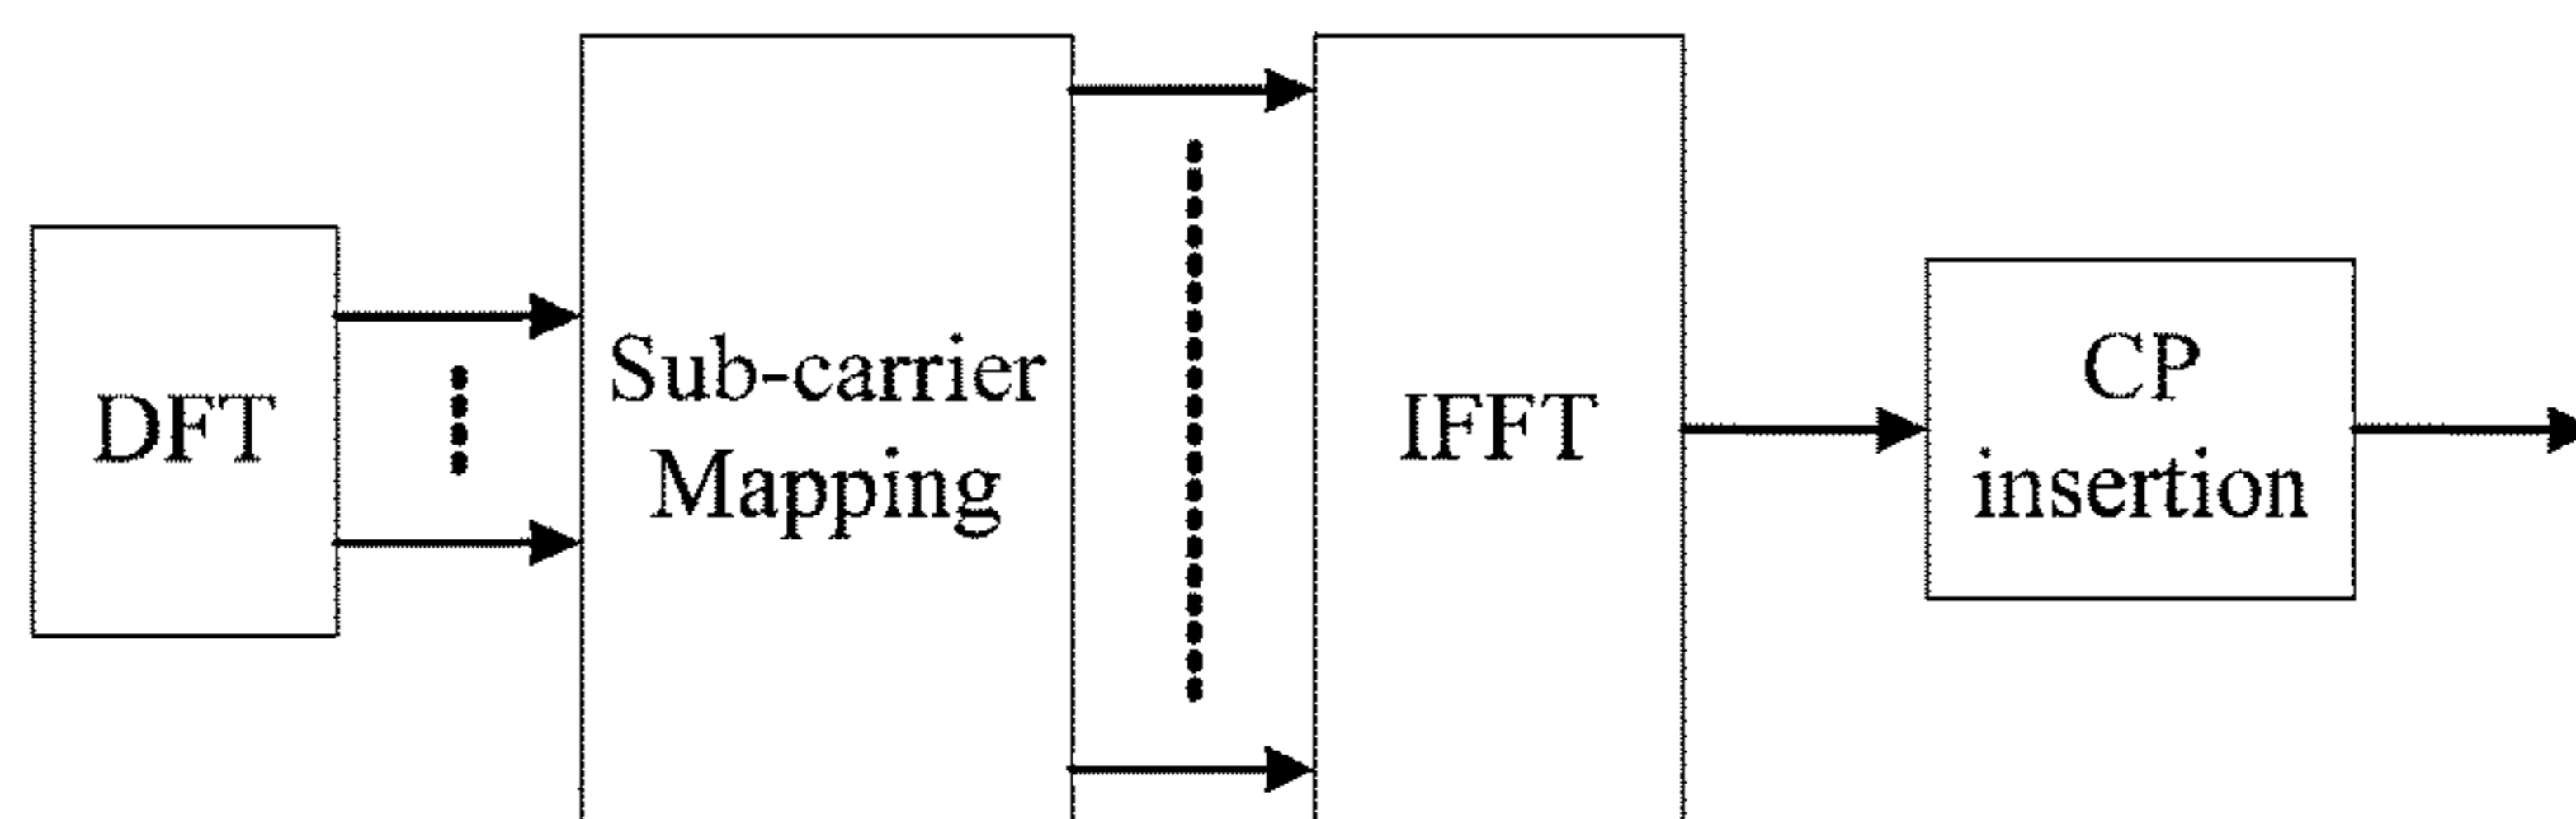 DFT
Sub-carrier
Mapping
IFFT
CP
insertion